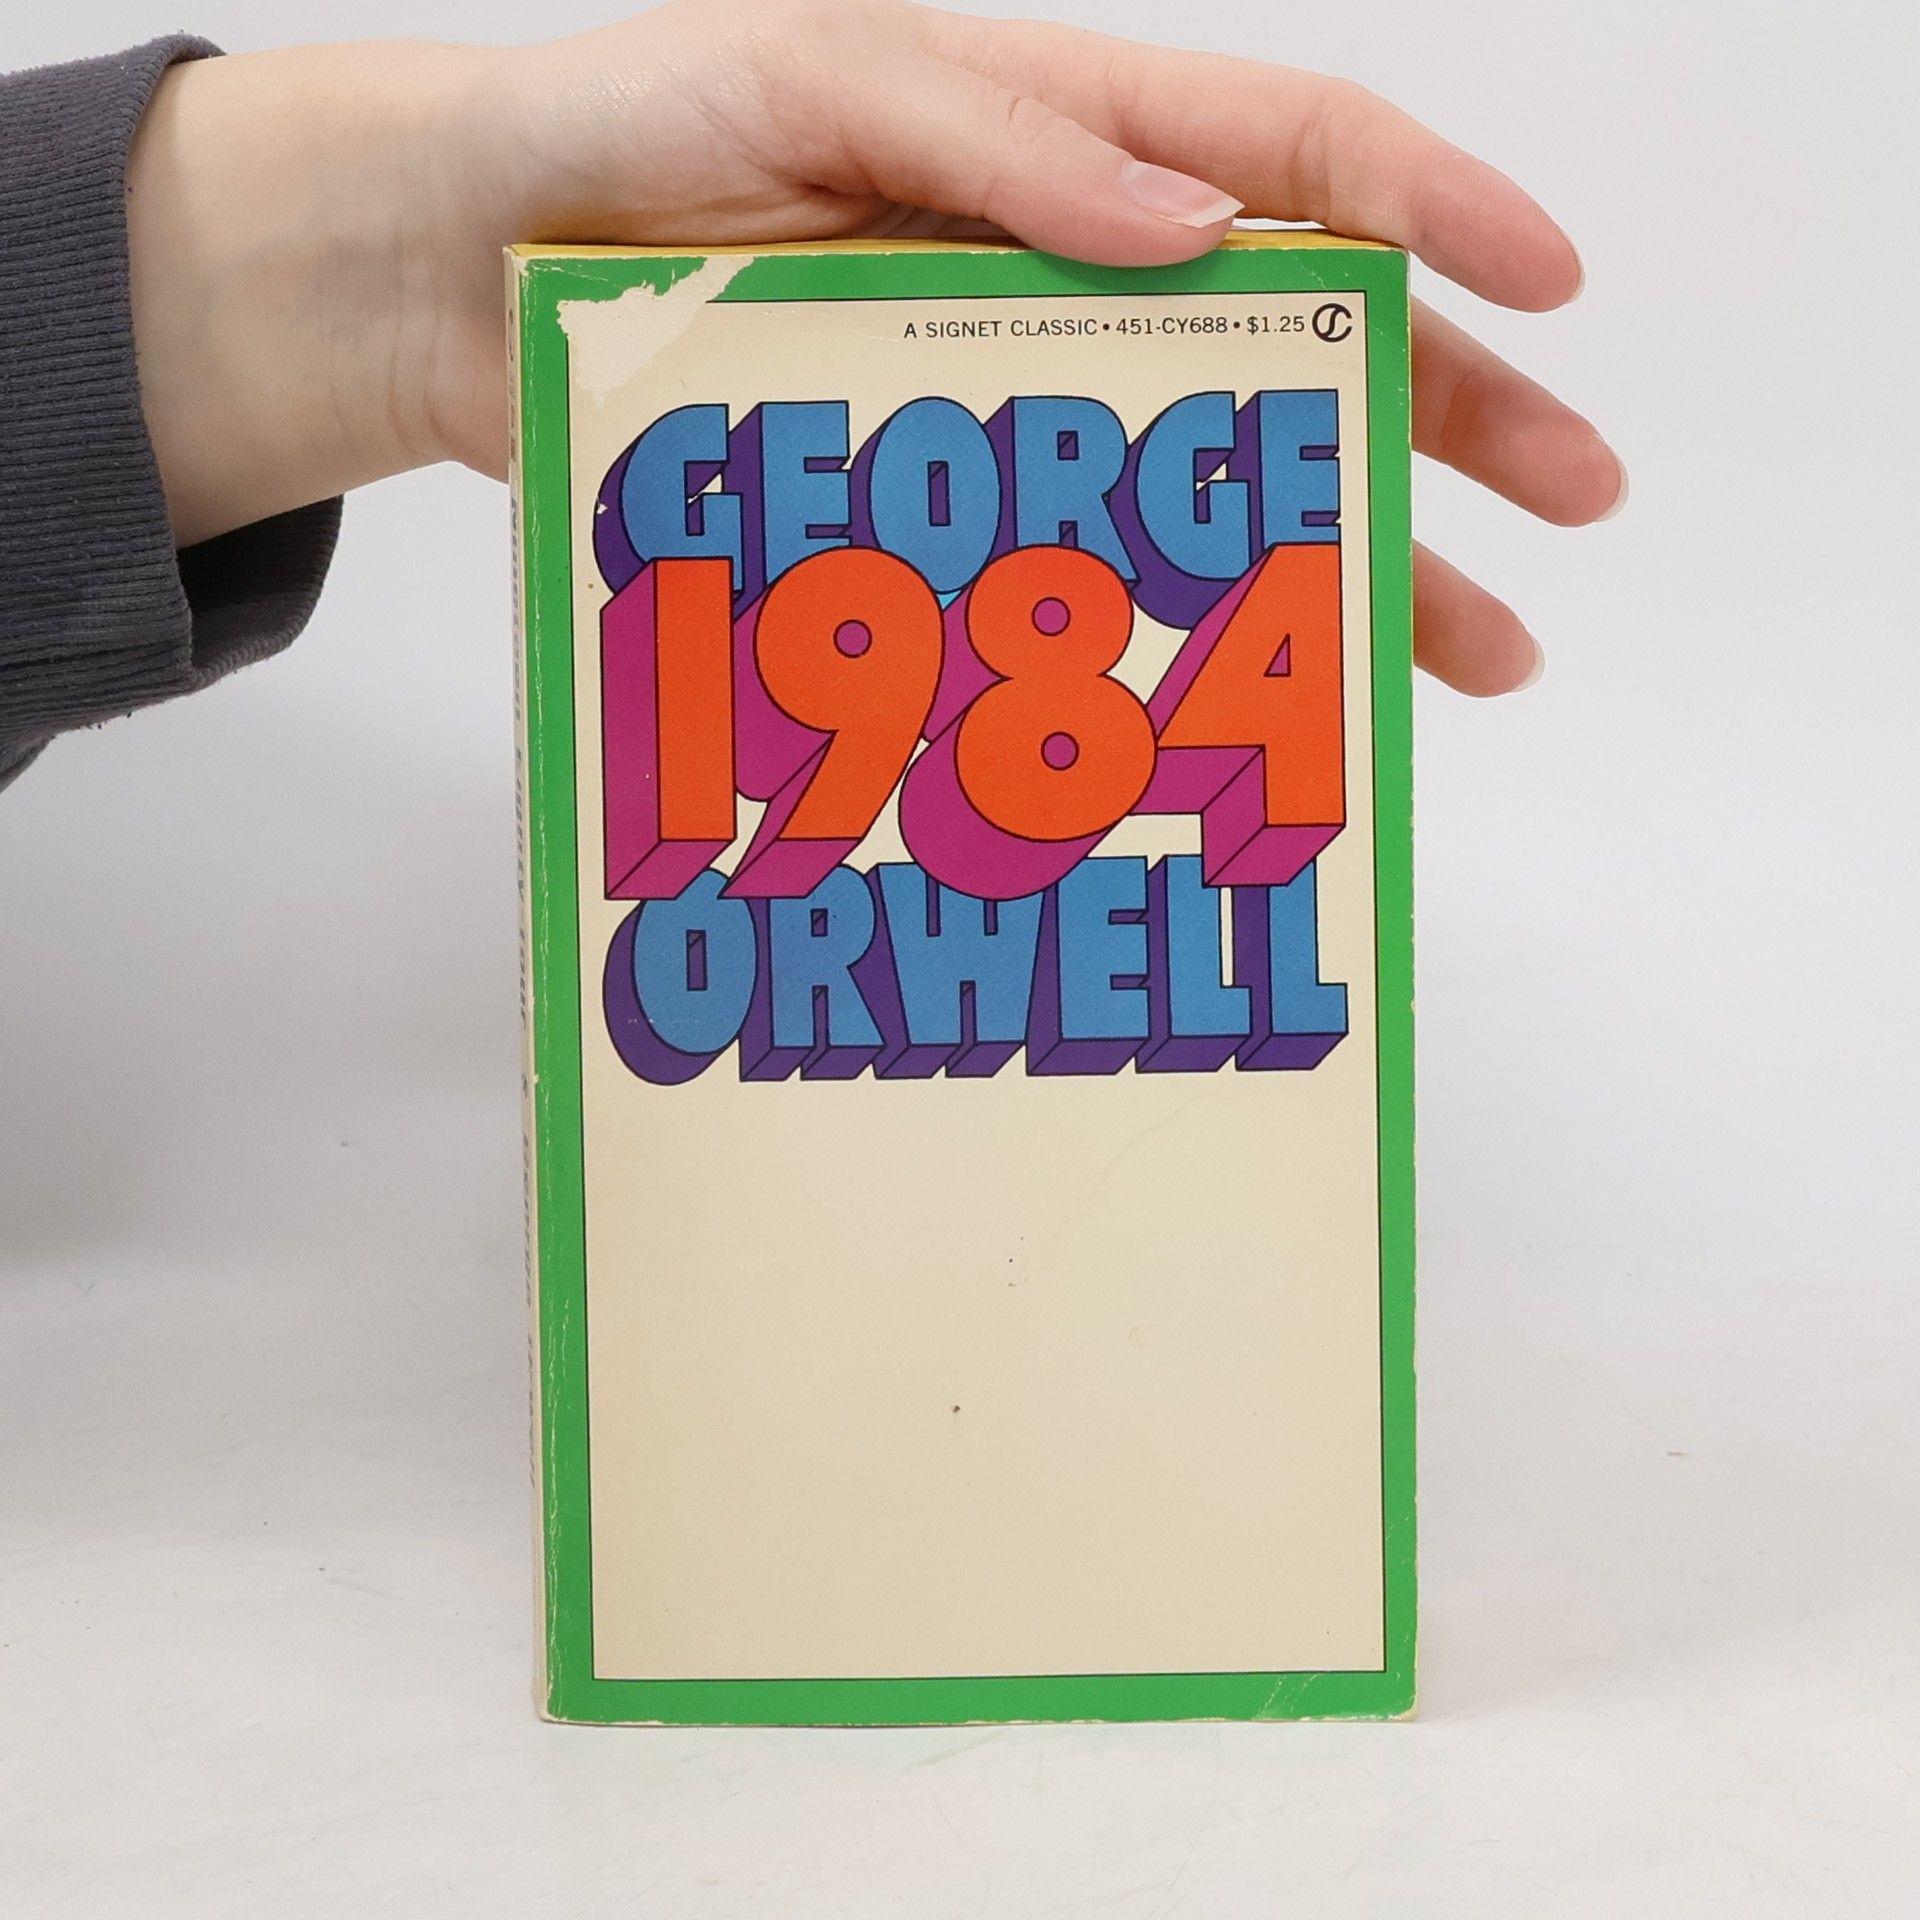 A SIGNET CLASSIC • 451-CY688 • $1.25
GEORGE
1984
ORWELL